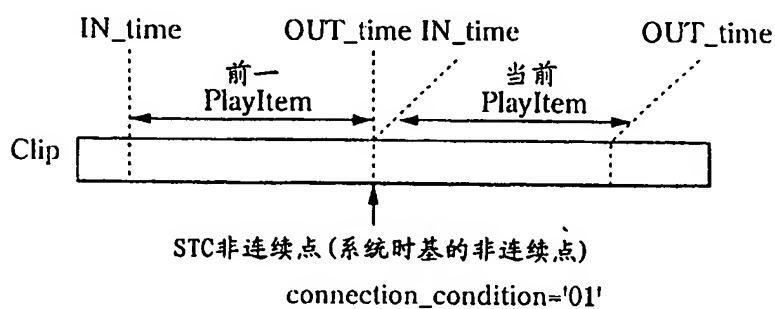 IN_time OUT_time IN_time OUT_time
前一 当前
PlayItem PlayItem
Clip
STC非连续点(系统时基的非连续点)
connection_condition='01'